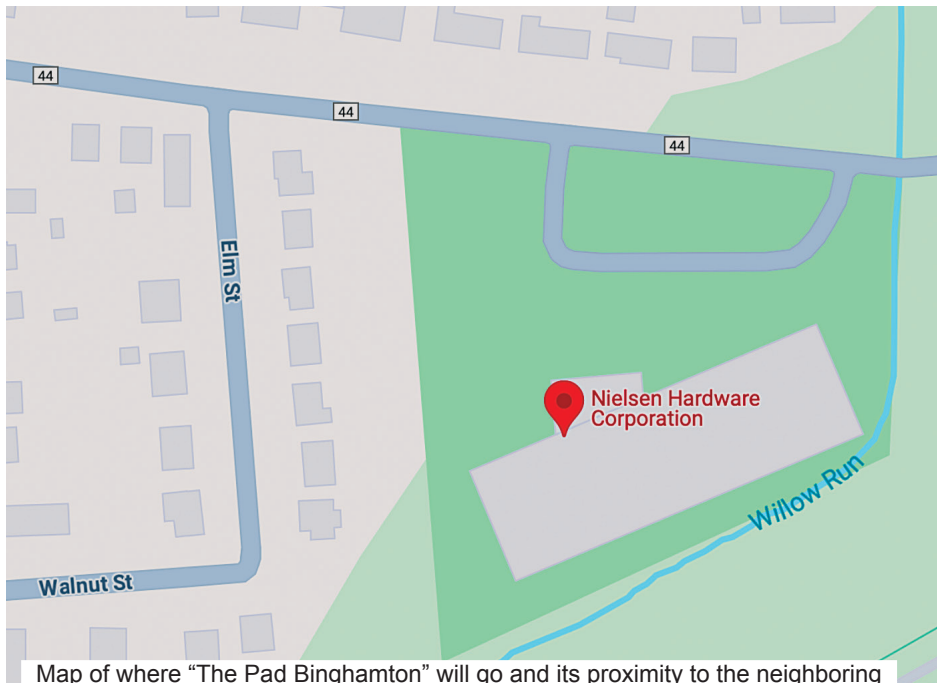 44
44
44
Elm St
Nielsen Hardware
Corporation
Willow Run
Walnut St
Map of where “The Pad Binghamton” will go and its proximity to the neighboring